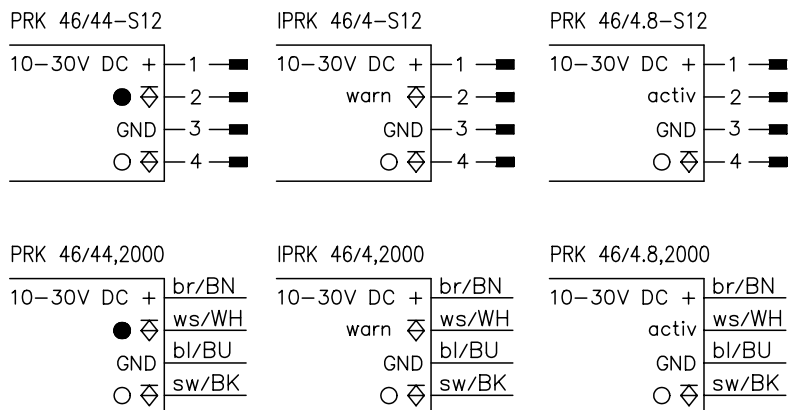 PRK 46/44-S12
10-30V DC + 1
2
GND 3
4
IPRK 46/4-S12
10-30V DC + 1
warn 2
GND 3
4
PRK 46/4.8-S12
10-30V DC + 1
activ 2
GND 3
4
PRK 46/44,2000
10-30V DC + br/BN
ws/WH
GND bl/BU
sw/BK
IPRK 46/4,2000
10-30V DC + br/BN
warn ws/WH
GND bl/BU
sw/BK
PRK 46/4.8,2000
10-30V DC + br/BN
activ ws/WH
GND bl/BU
sw/BK